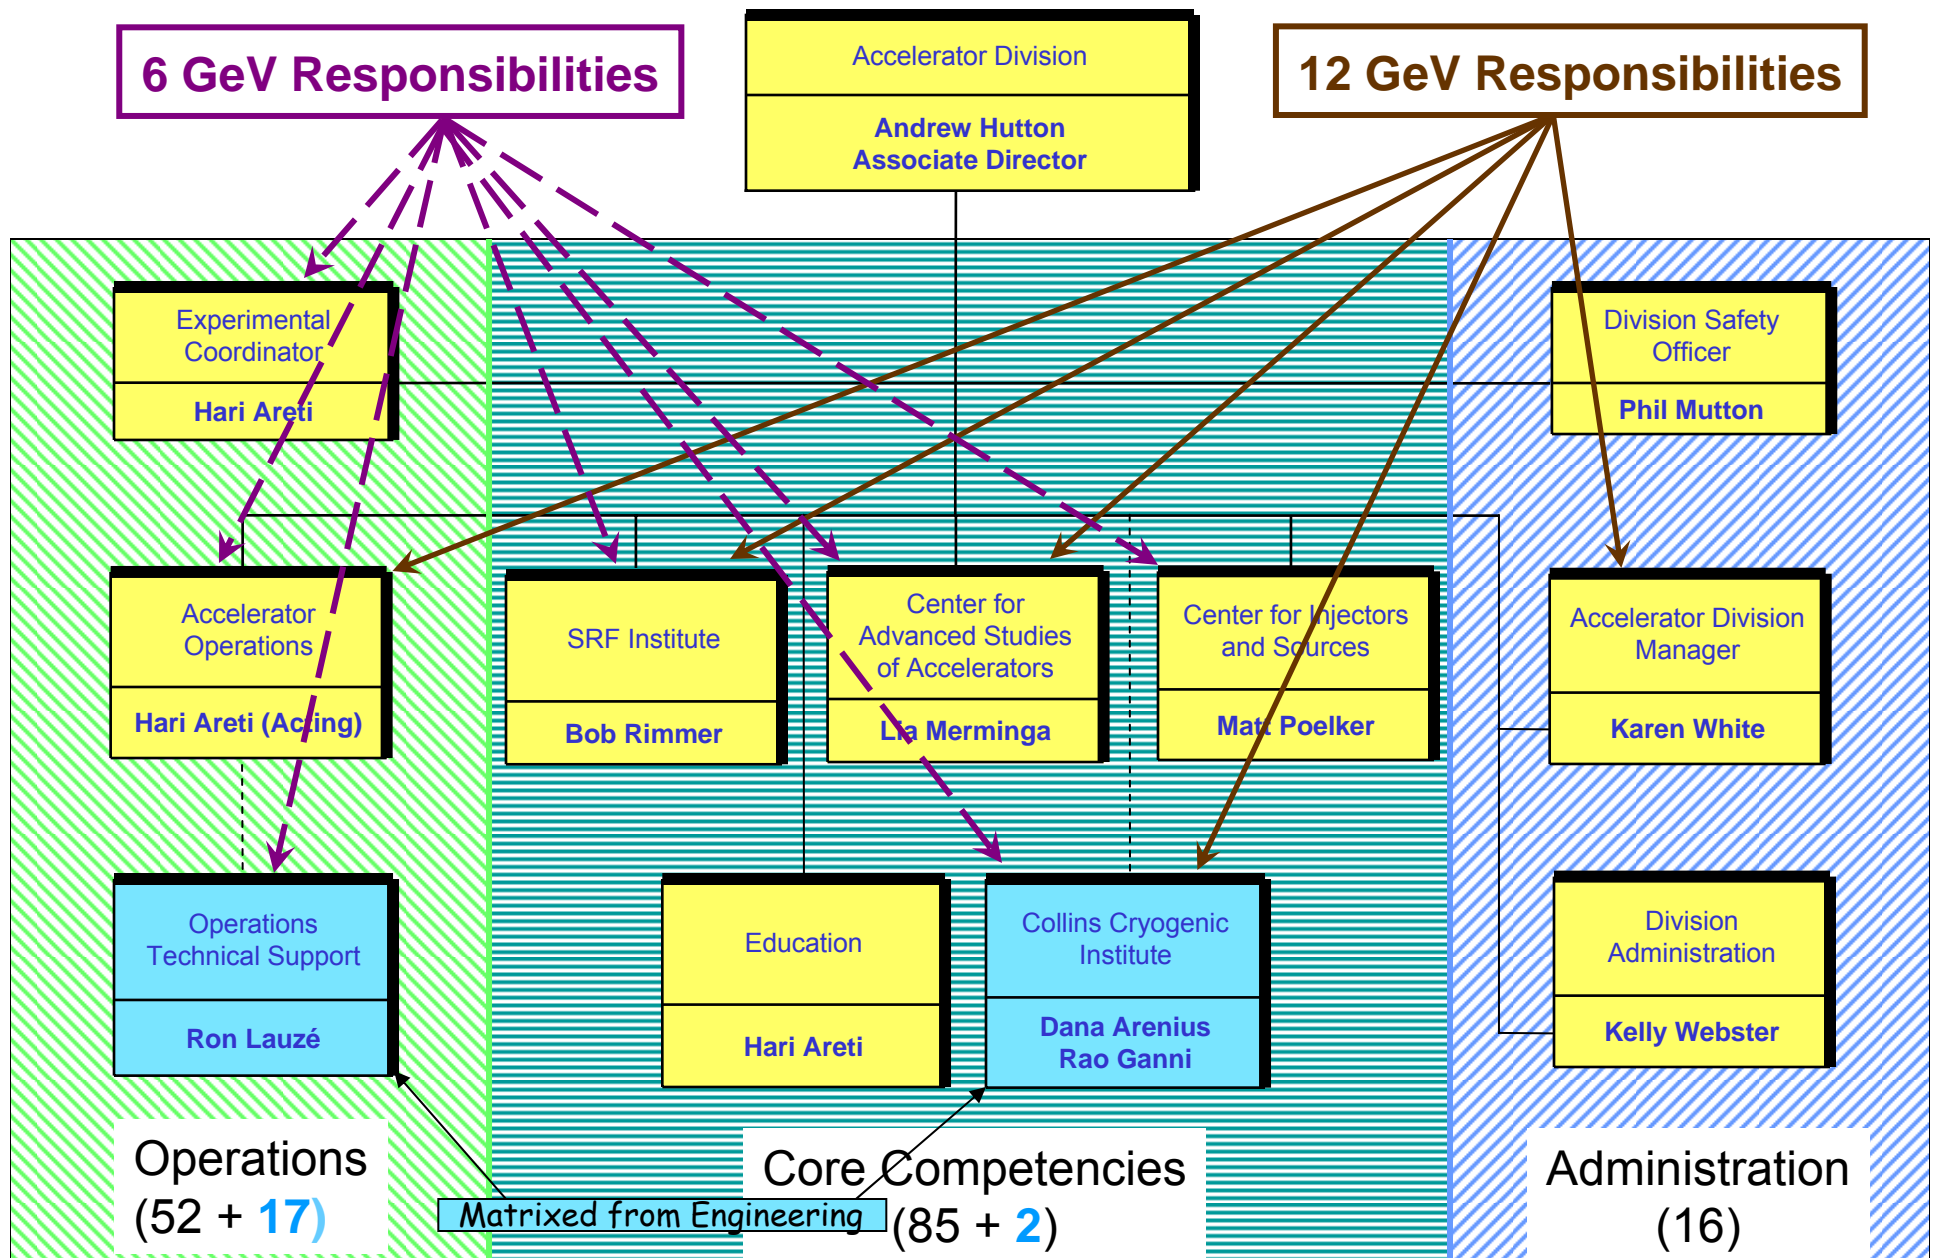 6 GeV Responsibilities
Accelerator Division
Andrew Hutton
Associate Director
12 GeV Responsibilities
Experimental
Coordinator
Hari Areti
Division Safety
Officer
Phil Mutton
Accelerator
Operations
Hari Areti (Acting)
SRF Institute
Bob Rimmer
Center for
Advanced Studies
of Accelerators
Lia Merminga
Center for Injectors
and Sources
Matt Poelker
Accelerator Division
Manager
Karen White
Operations
Technical Support
Ron Lauzé
Education
Hari Areti
Collins Cryogenic
Institute
Dana Arenius
Rao Ganni
Division
Administration
Kelly Webster
Operations
(52 + 17)
Matrixed from Engineering
Core Competencies
(85 + 2)
Administration
(16)